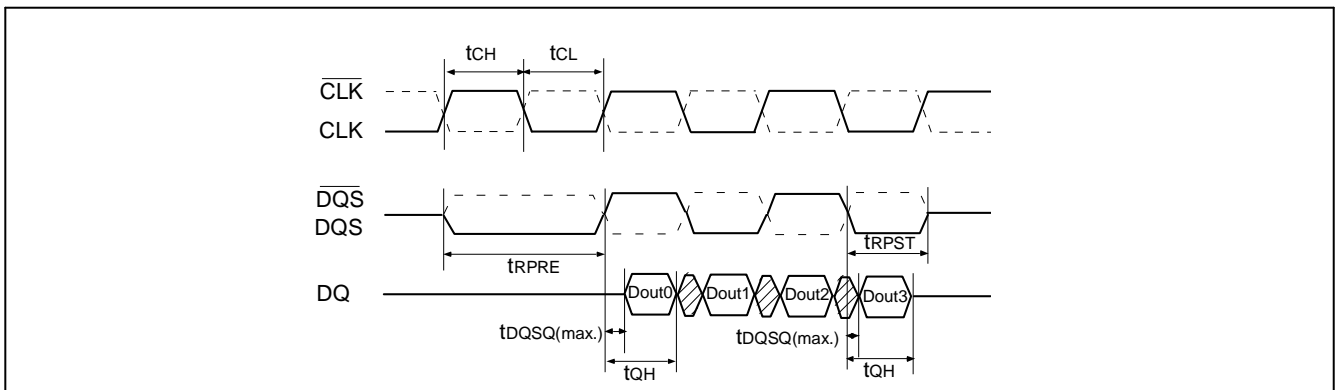 tCH tCL
CLK
CLK
DQS
DQS
tRPRE
tRPST
DQ
Dout0 Dout1 Dout2 Dout3
tDQSQ(max.)
tDQSQ(max.)
tQH
tQH